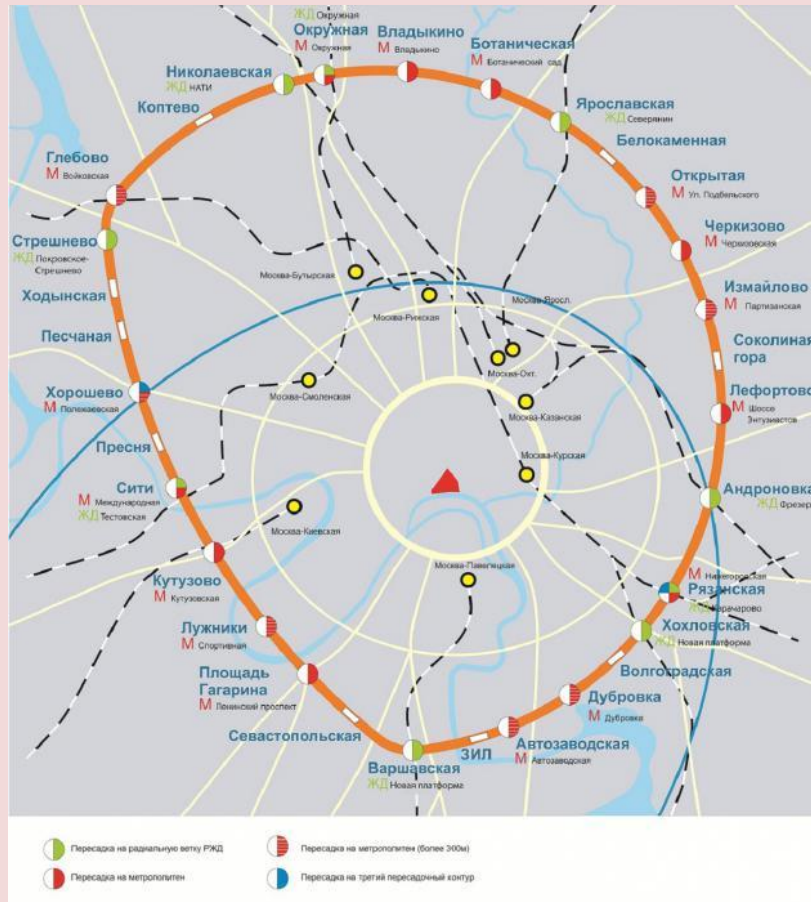 ЖД Окружная
Окружная
М Окружная
Владыкино
М Владыкино
Ботаническая
М Ботанический сад
Николаевская
ЖД НАТИ
Ярославская
ЖД Северянин
Коптево
Белокаменная
Глебово
М Войковская
Открытая
М Ул. Подбельского
Стрешнево
ЖД Покровское-
Стрешнево
Черкизово
М Черкизовская
Ходынская
Измайлово
М Партизанская
Песчаная
Соколиная
гора
Хорошево
М Полежаевская
Лефортово
М Шоссе
Энтузиастов
Пресня
Сити
М Международная
ЖД Тестовская
Андроновка
ЖД Фрезер
Кутузово
М Кутузовская
М Нижегородская
Рязанская
ЖД Карачарово
Лужники
М Спортивная
Хохловская
ЖД Новая платформа
Площадь
Гагарина
М Ленинский проспект
Волгоградская
Дубровка
М Дубровка
Севастопольская
ЗИЛ
Автозаводская
М Автозаводская
Варшавская
ЖД Новая платформа
Москва-Бутырская
Москва-Рижская
Москва-Яросл.
Москва-Окт.
Москва-Смоленская
Москва-Казанская
Москва-Курская
Москва-Киевская
Москва-Павелецкая
Пересадка на радиальную ветку РЖД
Пересадка на метрополитен (более 300м)
Пересадка на метрополитен
Пересадка на третий пересадочный контур